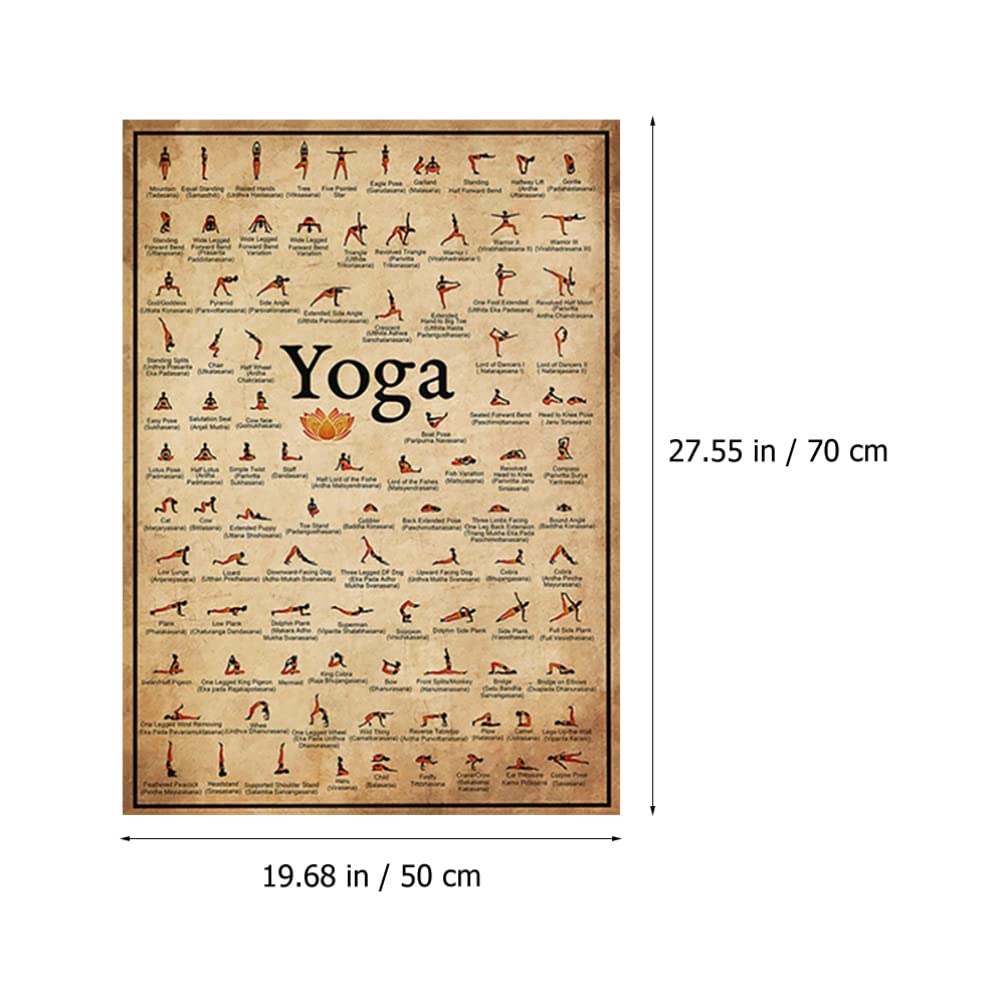 Mountain
(Tadasana)
Equal Standing
(Samasthiti)
Raised Hands
(Urdhva Hastasana)
Tree
(Vrksasana)
Five Pointed
Star
Eagle Pose
(Garudasana)
Garland
(Malasana)
Standing
Half Forward Bend
Halfway Lift
(Ardha
Uttanasana)
Gorilla
(Padahastasana)
Standing
Forward Bend
(Uttanasana)
Wide Legged
Forward Bend
(Prasarita
Padottanasana)
Wide Legged
Forward Bend
Variation
Wide Legged
Forward Bend
Variation
Triangle
(Utthita
Trikonasana)
Revolved Triangle
(Parivrtta
Trikonasana)
Warrior I
(Virabhadrasana I)
Warrior II
(Virabhadrasana II)
Warrior III
(Virabhadrasana III)
God/Goddess
(Utkata Konasana)
Pyramid
(Parsvottanasana)
Side Angle
(Parsvakonasana)
Extended Side Angle
(Utthita Parsvakonasana)
Crescent
(Utthita Ashwa
Sanchalanasana)
Extended
Hand to Big Toe
(Utthita Hasta
Padangusthasana)
One Foot Extended
(Utthita Eka Padasana)
Revolved Half Moon
(Parivrtta
Ardha Chandrasana
Standing Splits
(Urdhva Prasarita
Eka Padasana)
Chair
(Utkatasana)
Half Wheel
(Ardha
Chakrasana)
Yoga
Lord of Dancers I
( Natarajasana I)
Lord of Dancers II
( Natarajasana II)
Easy Pose
(Sukhasana)
Salutation Seal
(Anjali Mudra)
Cow face
(Gomukhasana)
Boat Pose
(Paripurna Navasana)
Seated Forward Bend
(Paschimottanasana
Head to Knee Pose
( Janu Sirsasana)
Lotus Pose
(Padmasana)
Half Lotus
(Ardha
Padmasana)
Simple Twist
(Parivrtta
Sukhasana)
Staff
(Dandasana)
Half Lord of the Fishe
(Ardha Matsyendrasana)
Lord of the Fishes
(Matsyendrasana)
Fish Variation
(Matsyasana)
Revolved
Head to Knee
(Parivrtta Janu
Sirsasana)
Compass
(Parivrtta Surya
Yantrasana)
Cat
(Marjaryasana)
Cow
(Bitilasana)
Extended Puppy
(Uttana Shishosana)
Toe Stand
(Padangusthasana)
Cobbler
(Baddha Konasana)
Back Extended Pose
(Paschimottanasana)
Three Limbs Facing
One Leg Back Extension
(Triang Mukha Eka Pada
Paschimottanasana)
Bound Angle
(Baddha Konasana)
Low Lunge
(Anjaneyasana)
Lizard
(Utthan Pristhasana)
Downward-Facing Dog
(Adho Mukah Svanasana)
Three Legged DF Dog
(Eka Pada Adho
Mukha Svanasana)
Upward Facing Dog
(Urdhva Mukha Svanasana)
Cobra
(Bhujangasana)
Cobra
(Ardha Pincha
Mayurasana)
Plank
(Phalakasana)
Low Plank
(Chaturanga Dandasana)
Dolphin Plank
(Makara Adho
Mukha Svanasana)
Superman
(Viparita Shalabhasana)
Scorpion
(Vrischikasana)
Dolphin Side Plank
Side Plank
(Vasisthasana)
Full Side Plank
(Full Vasisthasana)
Swan/Half Pigeon
One Legged King Pigeon
(Eka pada Rajakapotasana)
Mermaid
King Cobra
(Raja Bhujangasana)
Bow
(Dhanurasana)
Front Splits/Monkey
(Hanumanasana)
Bridge
(Setu Bandha
Sarvangasana)
Bridge on Elbows
(Dvapada Dhanurasana)
One Legged Wind Removing
(Eka Pada Pavanamuktasana)
Wheel
(Urdhva Dhanurasana)
One Legged Wheel
(Eka Pada Urdhva
Dhanurasana)
Wild Thing
(Camatkarasana)
Reverse Tabletop
(Ardha Purvottanasana)
Plow
(Halasana)
Camel
(Ustrasana)
Legs-Up-the-Wall
(Viparita Karani)
Feathered Peacock
(Pincha Mayurasana)
Headstand
(Sirsasana)
Supported Shoulder Stand
(Salamba Sarvangasana)
Hero
(Virasana)
Child
(Balasana)
Firefly
Tittibhasana
Crane/Crow
(Bakasana/
Kakasana)
Ear Pressure
Karna Pidasana
Corpse Pose
(Savasana)
27.55 in / 70 cm
19.68 in / 50 cm